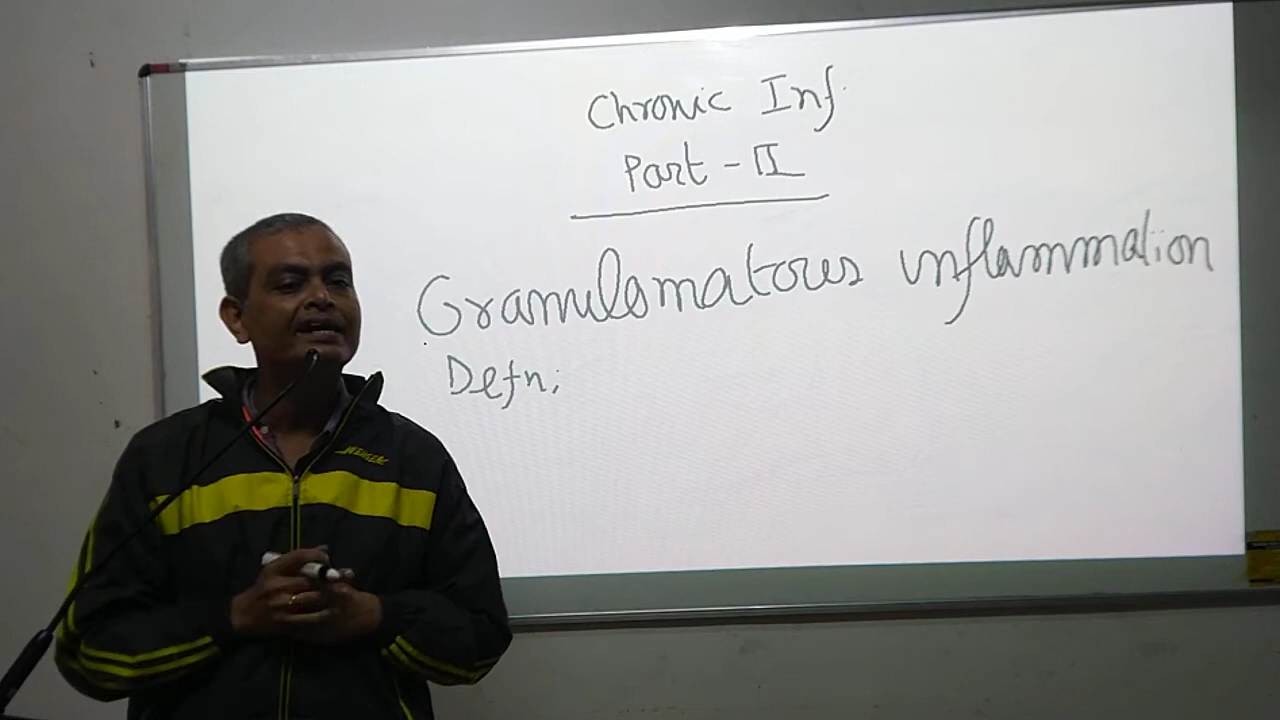 Chronic Inf.
Part - II
Granulomatous inflammation
Defn;